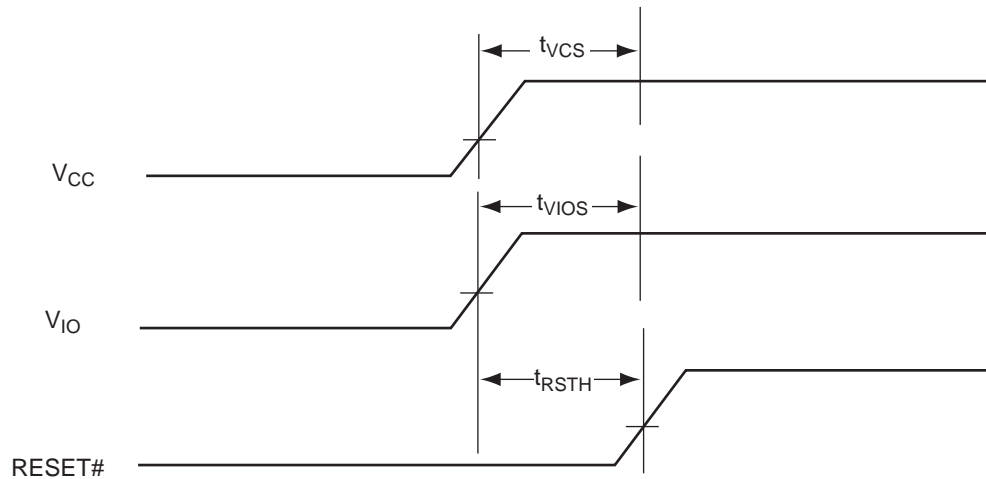 tVCS
VCC
tVIOS
VIO
tRSTH
RESET#